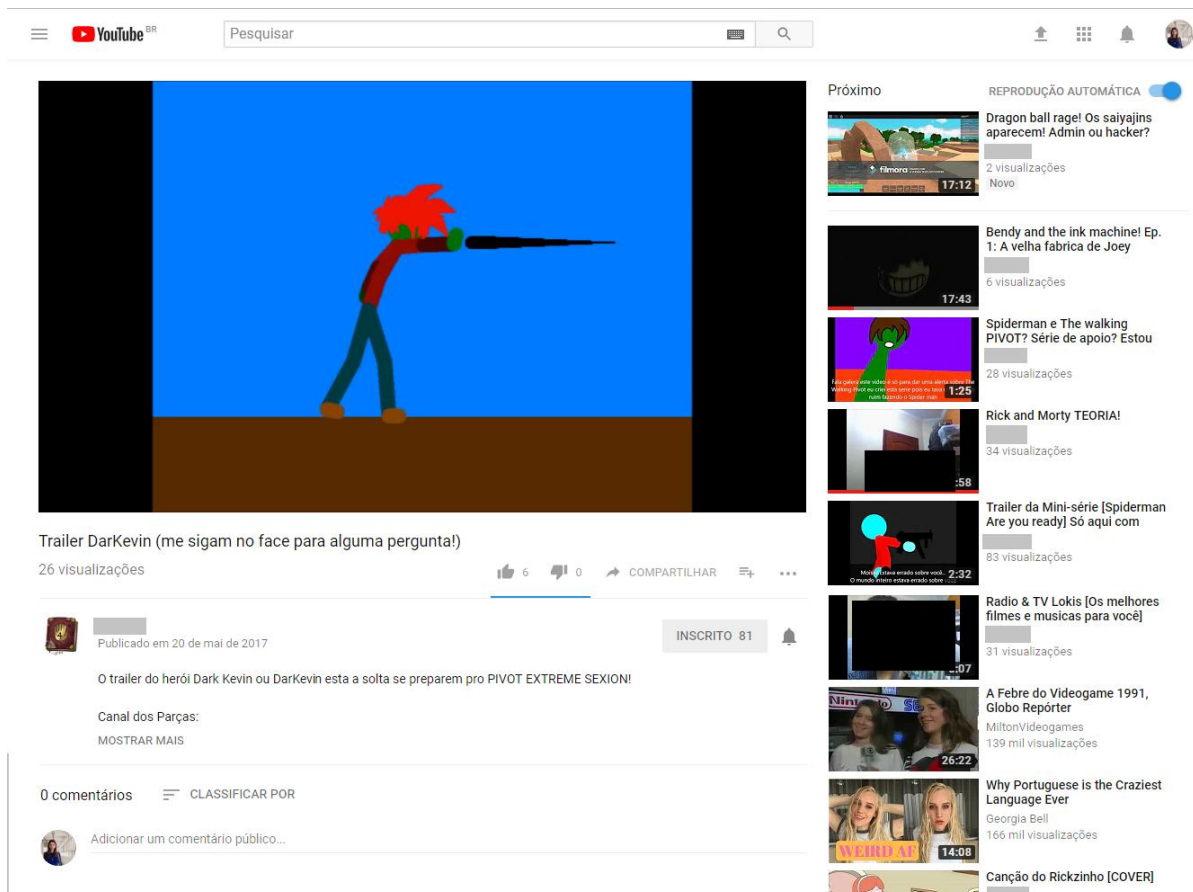 YouTube BR
Pesquisar
Trailer DarKevin (me sigam no face para alguma pergunta!)
26 visualizações
6
0
COMPARTILHAR
Publicado em 20 de mai de 2017
INSCRITO 81
O trailer do herói Dark Kevin ou DarKevin esta a solta se preparem pro PIVOT EXTREME SEXION!
Canal dos Parças:
MOSTRAR MAIS
0 comentários
CLASSIFICAR POR
Adicionar um comentário público...
Próximo
REPRODUÇÃO AUTOMÁTICA
filmora
17:12
Dragon ball rage! Os saiyajins
aparecem! Admin ou hacker?
2 visualizações
Novo
17:43
Bendy and the ink machine! Ep.
1: A velha fabrica de Joey
6 visualizações
1:25
Spiderman e The walking
PIVOT? Série de apoio? Estou
28 visualizações
:58
Rick and Morty TEORIA!
34 visualizações
O mundo inteiro estava errado sobre você
2:32
Trailer da Mini-série [Spiderman
Are you ready] Só aqui com
83 visualizações
:07
Radio & TV Lokis [Os melhores
filmes e musicas para você]
31 visualizações
Nintendo
SE
26:22
A Febre do Videogame 1991,
Globo Repórter
MiltonVideogames
139 mil visualizações
WEIRD AF
14:08
Why Portuguese is the Craziest
Language Ever
Georgia Bell
166 mil visualizações
Canção do Rickzinho [COVER]